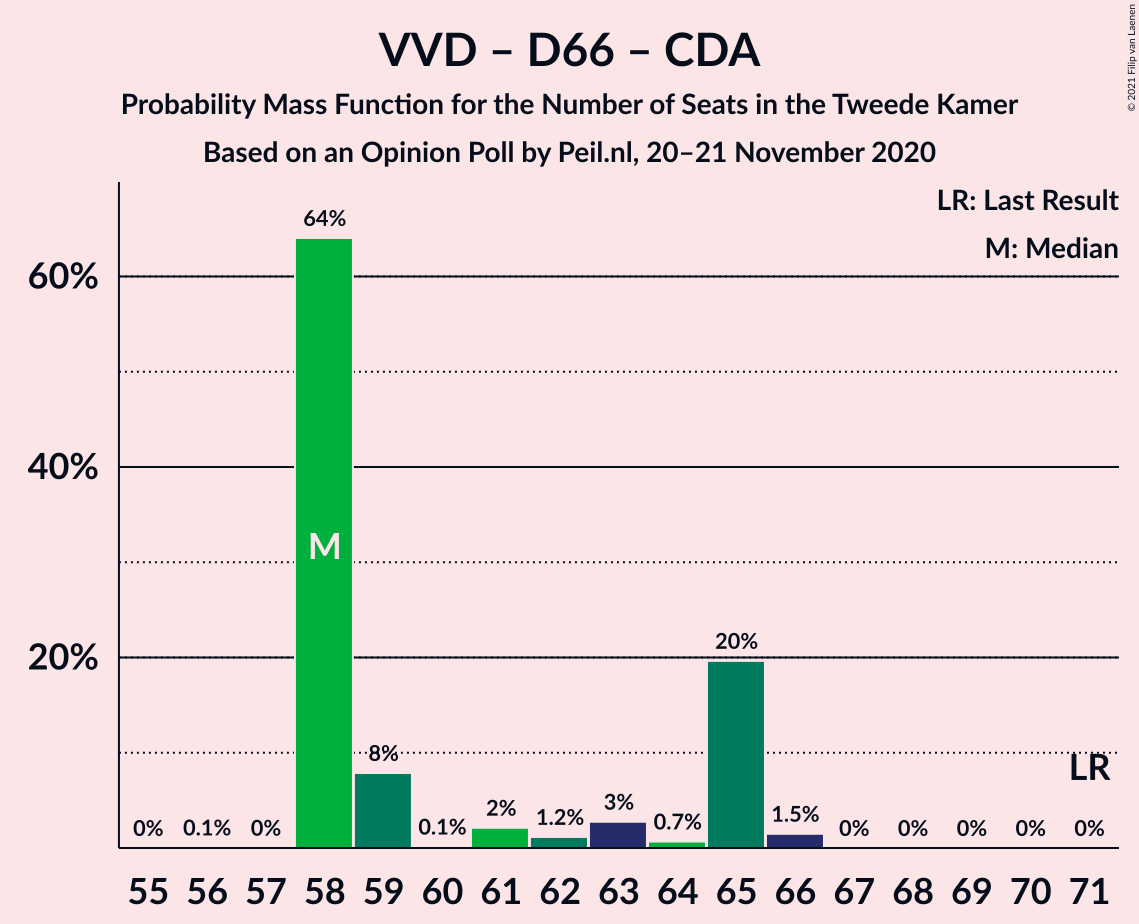 VVD – D66 – CDA
Probability Mass Function for the Number of Seats in the Tweede Kamer
Based on an Opinion Poll by Peil.nl, 20–21 November 2020
© 2021 Filip van Laenen
LR: Last Result
M: Median
60%
40%
20%
64%
M
20%
8%
LR
0% 0.1% 0% 0.1% 2% 1.2% 3% 0.7% 1.5% 0% 0% 0% 0% 0%
55 56 57 58 59 60 61 62 63 64 65 66 67 68 69 70 71